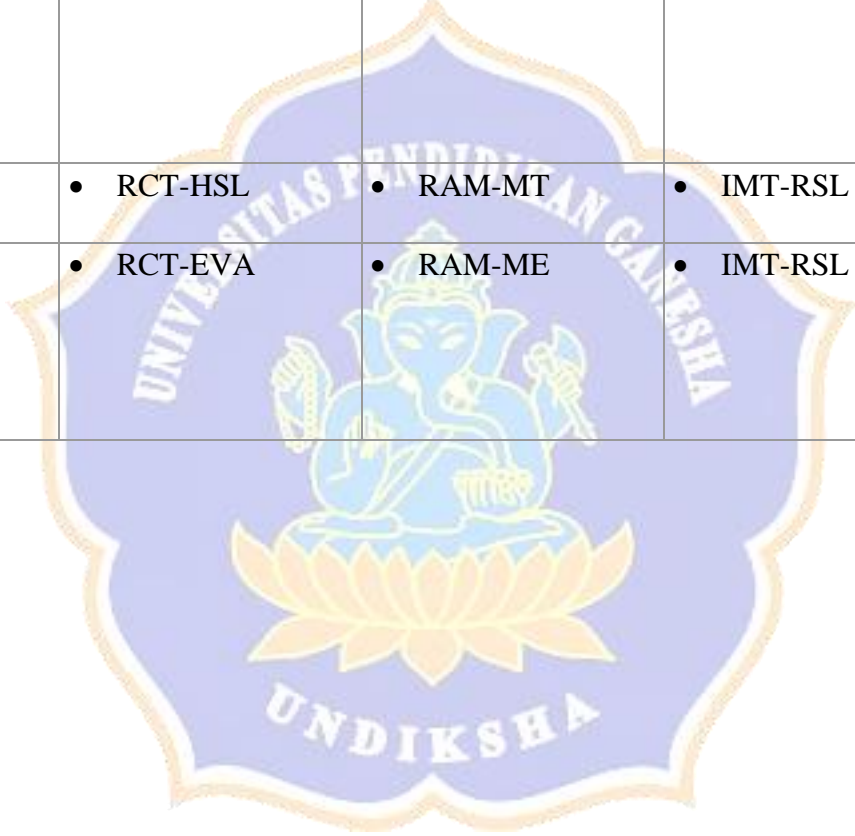 • RCT-HSL • RAM-MT • IMT-RSL
• RCT-EVA • RAM-ME • IMT-RSL
UNIVERSITAS PENDIDIKAN GANESHA
UNDIKSHA